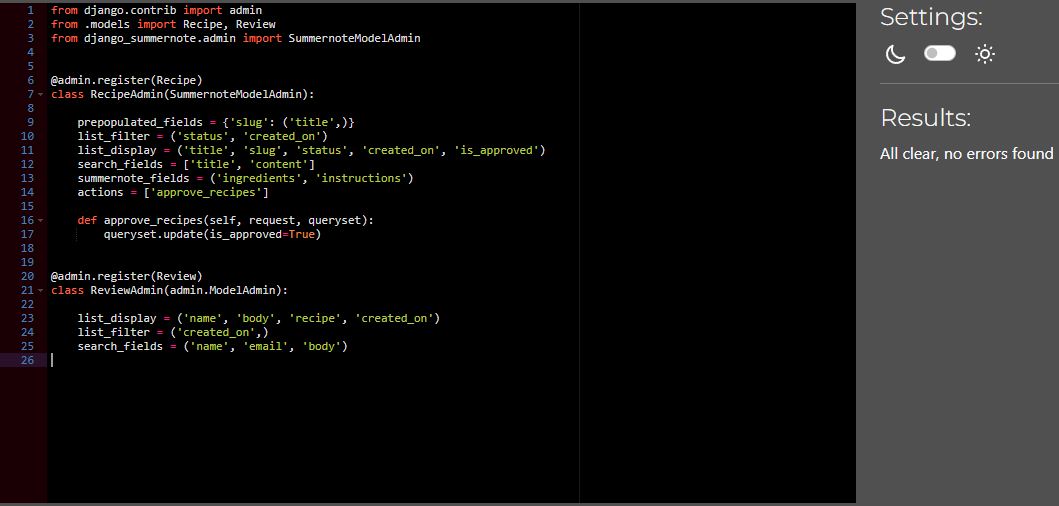 1 from django.contrib import admin
2 from .models import Recipe, Review
3 from django_summernote.admin import SummernoteModelAdmin
4
5
6 @admin.register(Recipe)
7 class RecipeAdmin(SummernoteModelAdmin):
8
9     prepopulated_fields = {'slug': ('title',)}
10     list_filter = ('status', 'created_on')
11     list_display = ('title', 'slug', 'status', 'created_on', 'is_approved')
12     search_fields = ['title', 'content']
13     summernote_fields = ('ingredients', 'instructions')
14     actions = ['approve_recipes']
15
16     def approve_recipes(self, request, queryset):
17         queryset.update(is_approved=True)
18
19
20 @admin.register(Review)
21 class ReviewAdmin(admin.ModelAdmin):
22
23     list_display = ('name', 'body', 'recipe', 'created_on')
24     list_filter = ('created_on',)
25     search_fields = ('name', 'email', 'body')
26
Settings:
Results:
All clear, no errors found